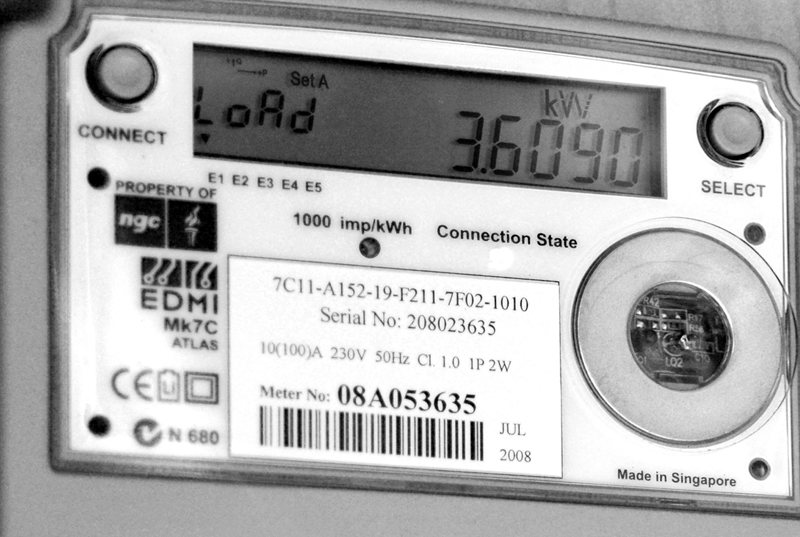 Set A
kW
CONNECT
LoAd
3.6090
SELECT
E1 E2 E3 E4 E5
PROPERTY OF
ngc
1000 imp/kWh
Connection State
EDMI
Mk7C
ATLAS
7C11-A152-19-F211-7F02-1010
Serial No: 208023635
10(100)A 230V 50Hz Cl. 1.0 1P 2W
Meter No: 08A053635
JUL
2008
CE
N 680
Made in Singapore